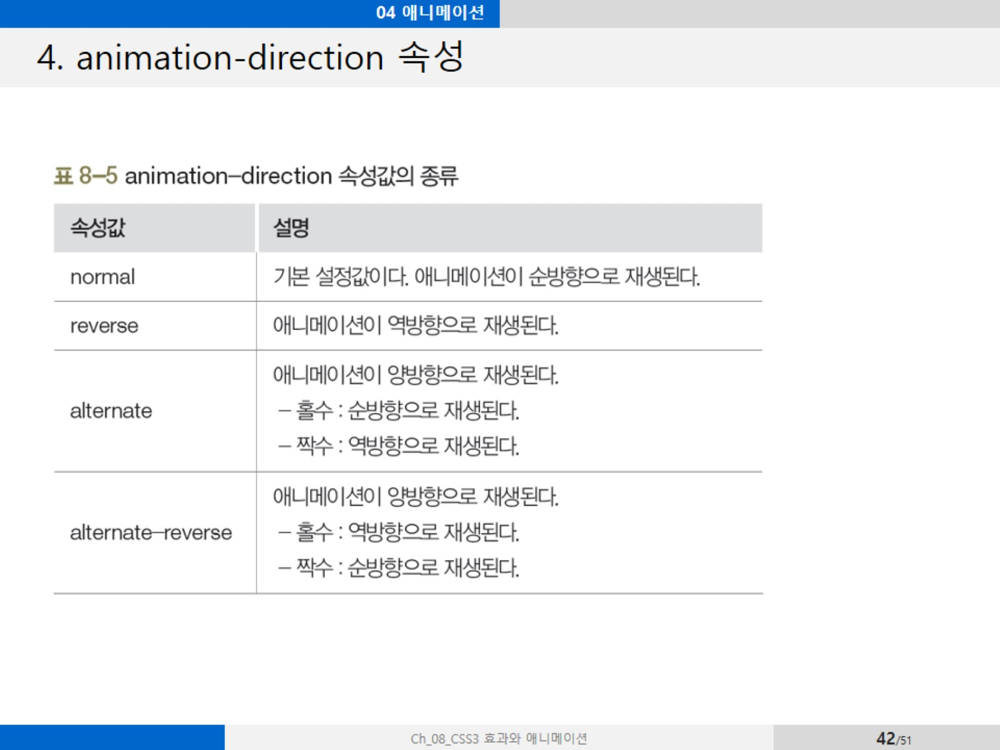 04 애니메이션
4. animation-direction 속성
표 8–5 animation–direction 속성값의 종류
속성값 설명
normal 기본 설정값이다. 애니메이션이 순방향으로 재생된다.
reverse 애니메이션이 역방향으로 재생된다.
alternate 애니메이션이 양방향으로 재생된다.
– 홀수 : 순방향으로 재생된다.
– 짝수 : 역방향으로 재생된다.
alternate–reverse 애니메이션이 양방향으로 재생된다.
– 홀수 : 역방향으로 재생된다.
– 짝수 : 순방향으로 재생된다.
Ch_08_CSS3 효과와 애니메이션
42/51